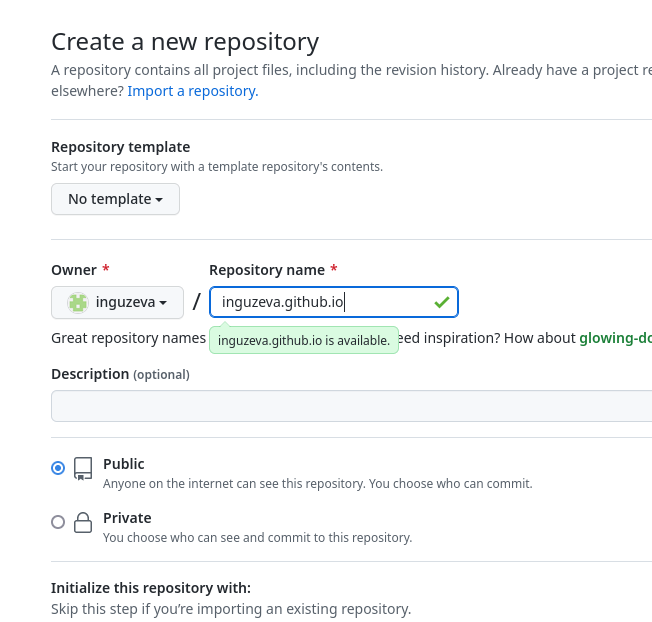 Create a new repository
A repository contains all project files, including the revision history. Already have a project
elsewhere? Import a repository.
Repository template
Start your repository with a template repository's contents.
No template
Owner *
Repository name *
inguzeva / inguzeva.github.io
Great repository names
inguzeva.github.io is available.
eed inspiration? How about glowing-
Description (optional)
Public
Anyone on the internet can see this repository. You choose who can commit.
Private
You choose who can see and commit to this repository.
Initialize this repository with:
Skip this step if you’re importing an existing repository.